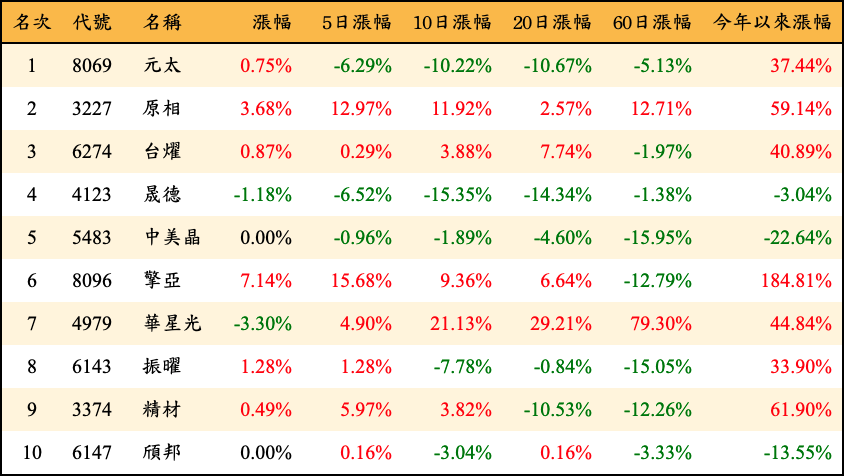 名次 代號 名稱 漲幅 5日漲幅 10日漲幅 20日漲幅 60日漲幅 今年以來漲幅
1 8069 元太 0.75% -6.29% -10.22% -10.67% -5.13% 37.44%
2 3227 原相 3.68% 12.97% 11.92% 2.57% 12.71% 59.14%
3 6274 台燿 0.87% 0.29% 3.88% 7.74% -1.97% 40.89%
4 4123 晟德 -1.18% -6.52% -15.35% -14.34% -1.38% -3.04%
5 5483 中美晶 0.00% -0.96% -1.89% -4.60% -15.95% -22.64%
6 8096 擎亞 7.14% 15.68% 9.36% 6.64% -12.79% 184.81%
7 4979 華星光 -3.30% 4.90% 21.13% 29.21% 79.30% 44.84%
8 6143 振曜 1.28% 1.28% -7.78% -0.84% -15.05% 33.90%
9 3374 精材 0.49% 5.97% 3.82% -10.53% -12.26% 61.90%
10 6147 頎邦 0.00% 0.16% -3.04% 0.16% -3.33% -13.55%